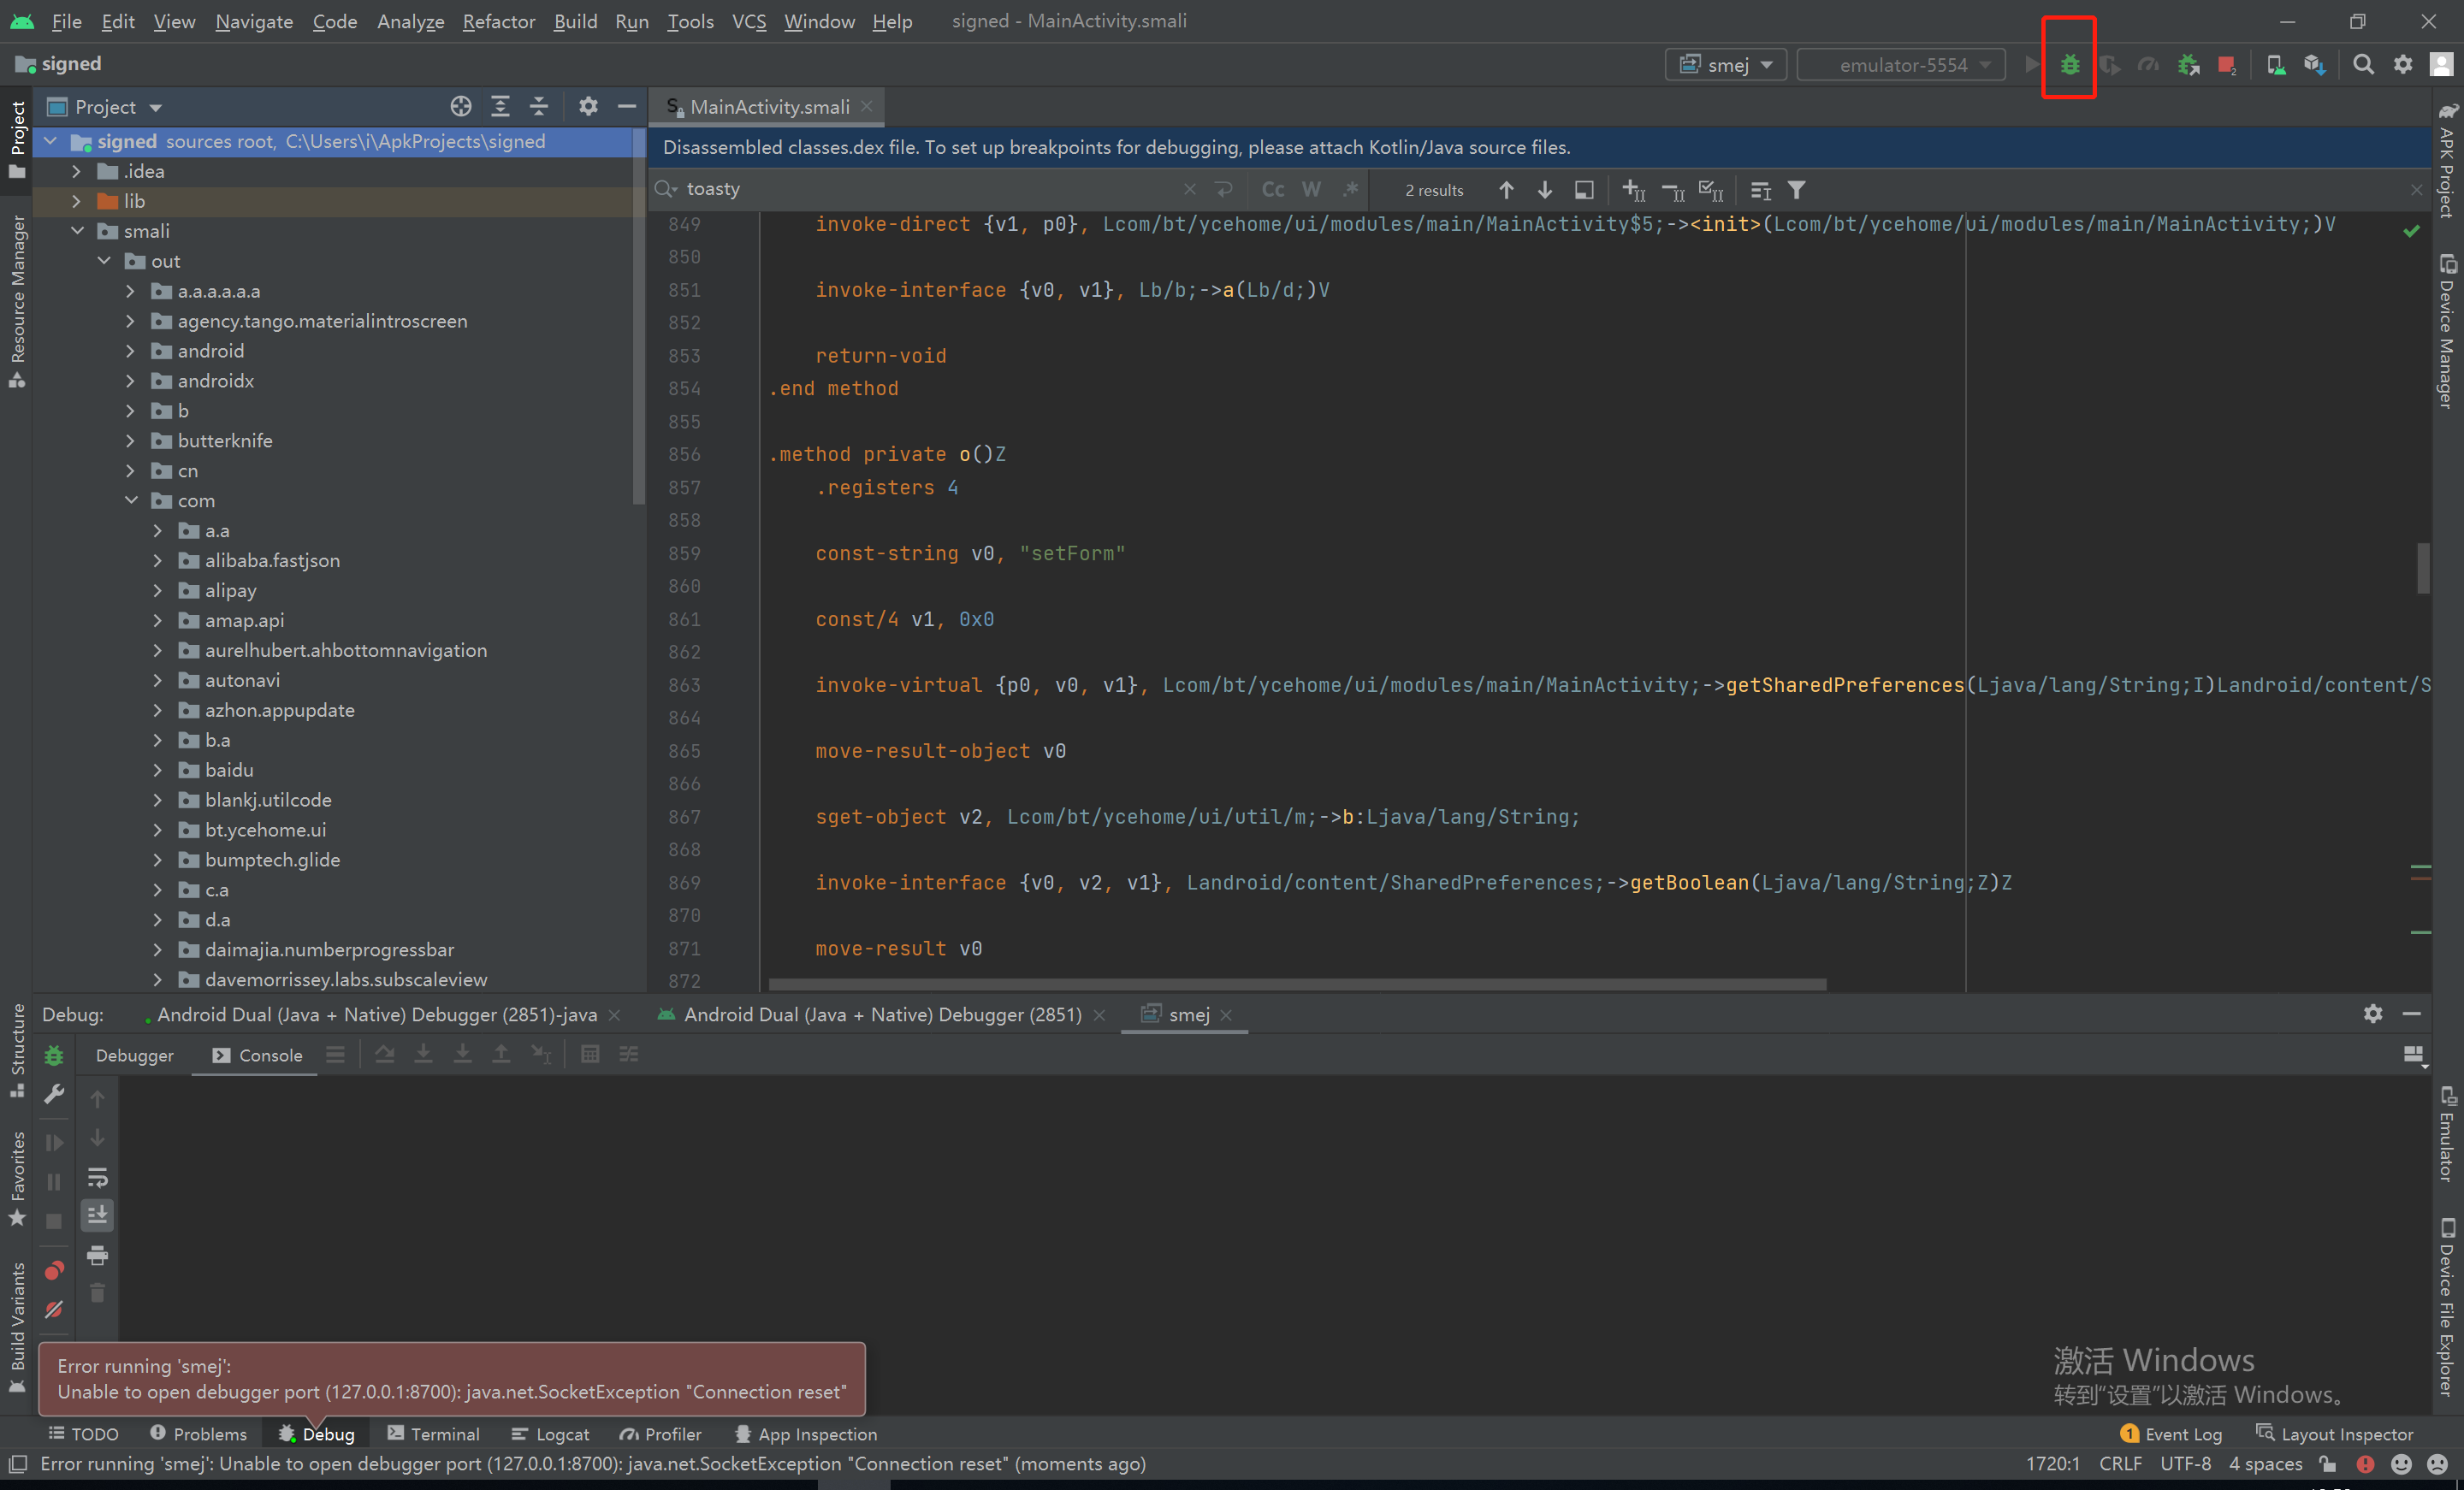 File Edit View Navigate Code Analyze Refactor Build Run Tools VCS Window Help signed - MainActivity.smali
signed
smej
emulator-5554
Project
MainActivity.smali
signed sources root, C:\Users\i\ApkProjects\signed
.idea
lib
smali
out
a.a.a.a.a.a
agency.tango.materialintroscreen
android
androidx
b
butterknife
cn
com
a.a
alibaba.fastjson
alipay
amap.api
aurelhubert.ahbottomnavigation
autonavi
azhon.appupdate
b.a
baidu
blankj.utilcode
bt.ycehome.ui
bumptech.glide
c.a
d.a
daimajia.numberprogressbar
davemorrissey.labs.subscaleview
Project
Resource Manager
Structure
Favorites
Build Variants
Disassembled classes.dex file. To set up breakpoints for debugging, please attach Kotlin/Java source files.
toasty
Cc W .* 2 results
849 invoke-direct {v1, p0}, Lcom/bt/ycehome/ui/modules/main/MainActivity$5;-><init>(Lcom/bt/ycehome/ui/modules/main/MainActivity;)V
850
851 invoke-interface {v0, v1}, Lb/b;->a(Lb/d;)V
852
853 return-void
854 .end method
855
856 .method private o()Z
857 .registers 4
858
859 const-string v0, "setForm"
860
861 const/4 v1, 0x0
862
863 invoke-virtual {p0, v0, v1}, Lcom/bt/ycehome/ui/modules/main/MainActivity;->getSharedPreferences(Ljava/lang/String;I)Landroid/content/S
864
865 move-result-object v0
866
867 sget-object v2, Lcom/bt/ycehome/ui/util/m;->b:Ljava/lang/String;
868
869 invoke-interface {v0, v2, v1}, Landroid/content/SharedPreferences;->getBoolean(Ljava/lang/String;Z)Z
870
871 move-result v0
872
APK Project
Device Manager
Emulator
Device File Explorer
Debug: Android Dual (Java + Native) Debugger (2851)-java Android Dual (Java + Native) Debugger (2851) smej
Debugger Console
Error running 'smej':
Unable to open debugger port (127.0.0.1:8700): java.net.SocketException "Connection reset"
激活 Windows
转到“设置”以激活 Windows。
TODO Problems Debug Terminal Logcat Profiler App Inspection 1 Event Log Layout Inspector
Error running 'smej': Unable to open debugger port (127.0.0.1:8700): java.net.SocketException "Connection reset" (moments ago) 1720:1 CRLF UTF-8 4 spaces